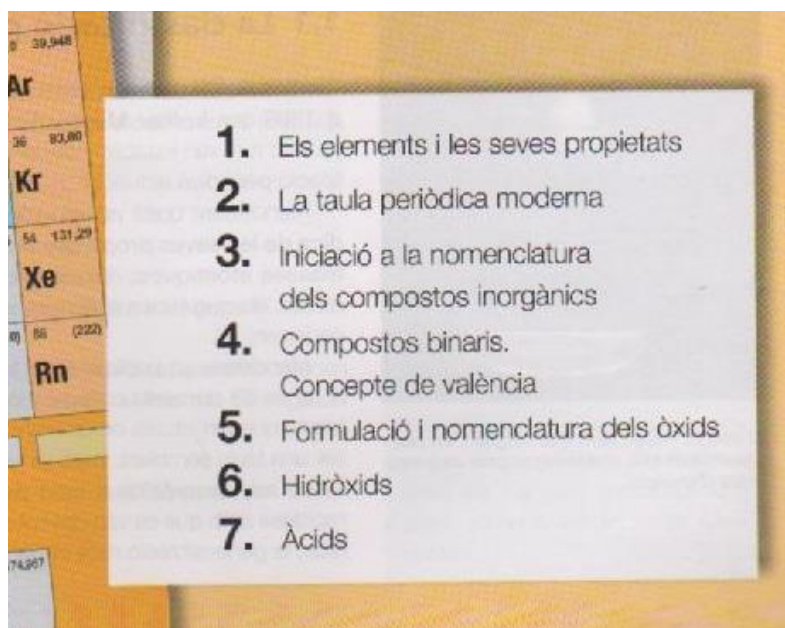 39,948
Ar
36 83,80
Kr
54 131,29
Xe
86 (222)
Rn
74,967
1. Els elements i les seves propietats
2. La taula periòdica moderna
3. Iniciació a la nomenclatura
dels compostos inorgànics
4. Compostos binaris.
Concepte de valència
5. Formulació i nomenclatura dels òxids
6. Hidròxids
7. Àcids